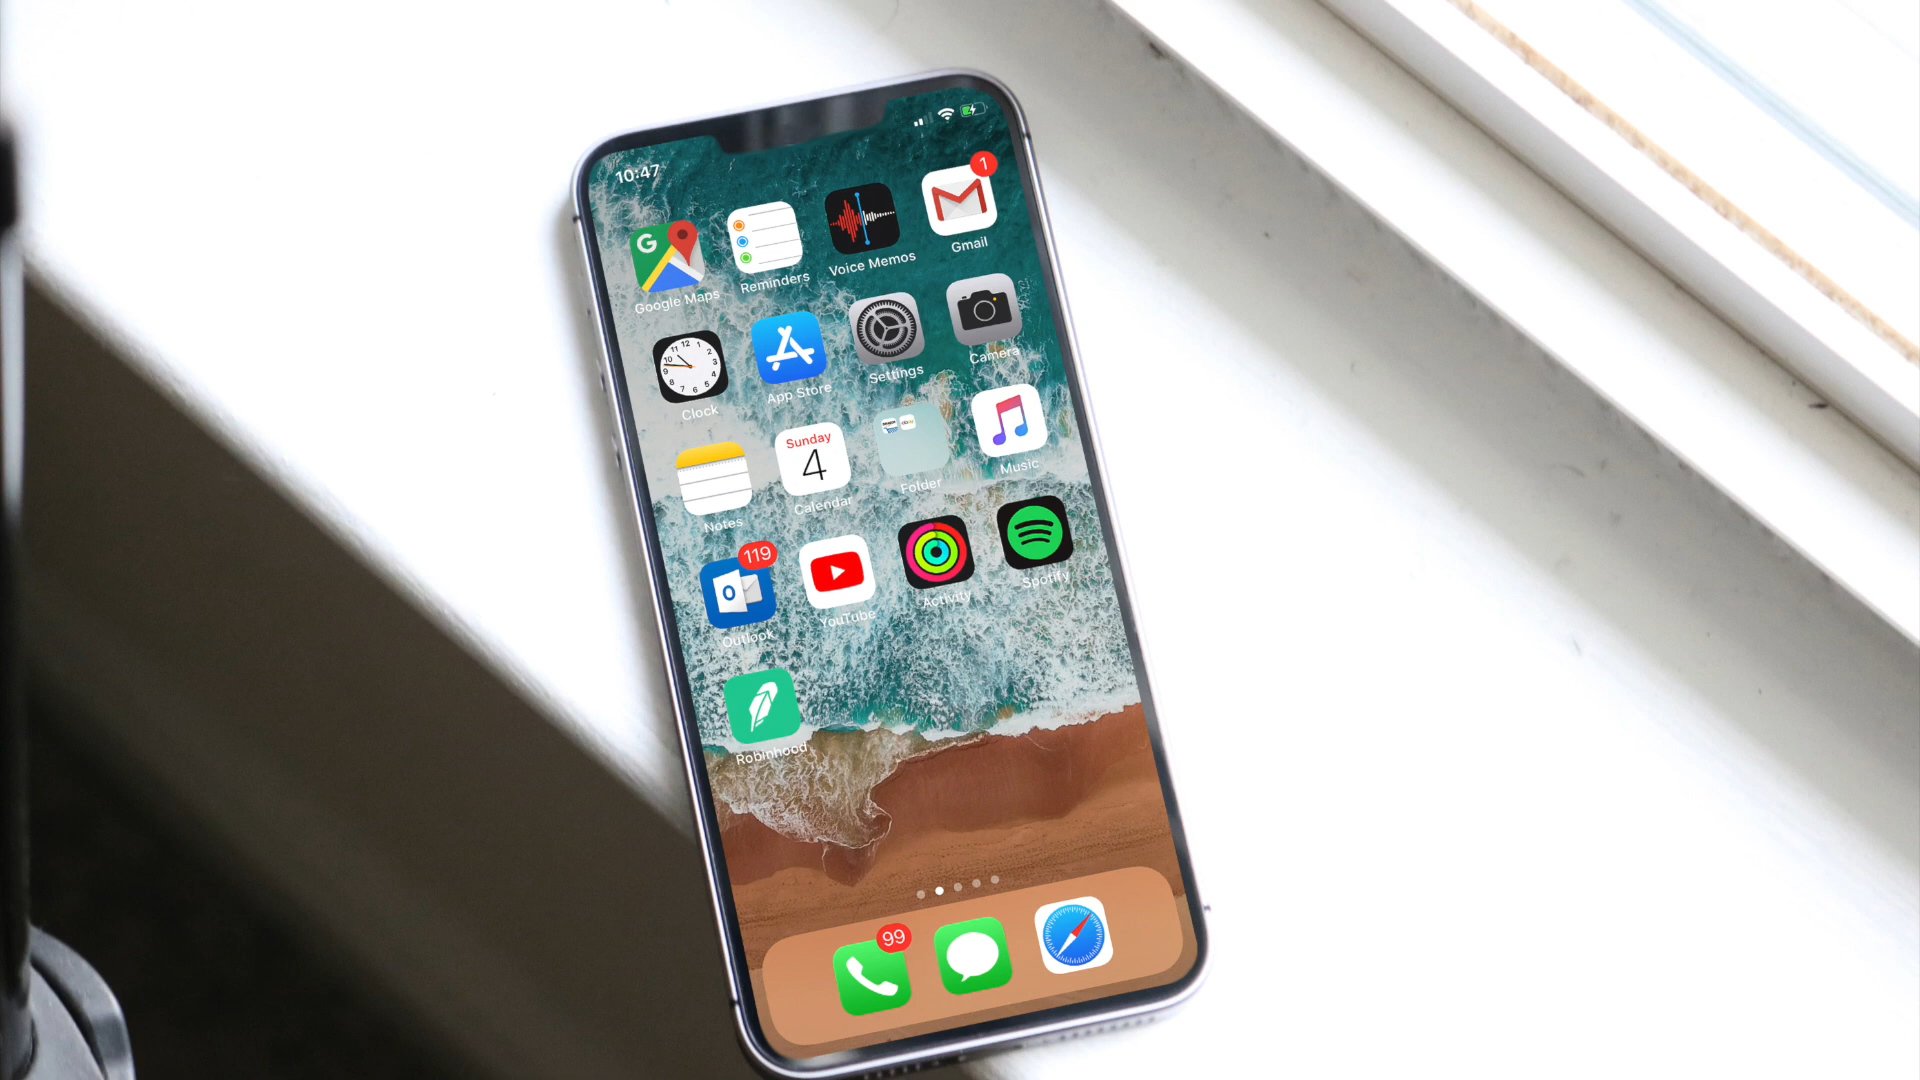 10:47
1
Google Maps
Reminders
Voice Memos
Gmail
Clock
App Store
Settings
Camera
Sunday
4
Notes
Calendar
Folder
Music
119
Outlook
YouTube
Activity
Spotify
Robinhood
99